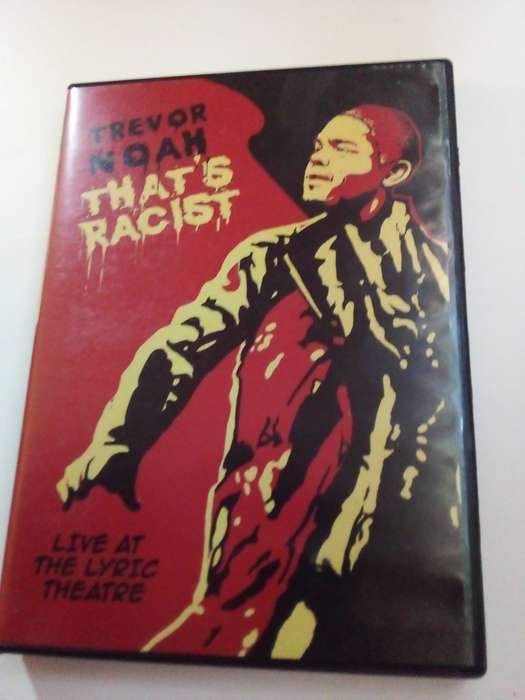 TREVOR
NOAH
THAT'S
RACIST
LIVE AT
THE LYRIC
THEATRE